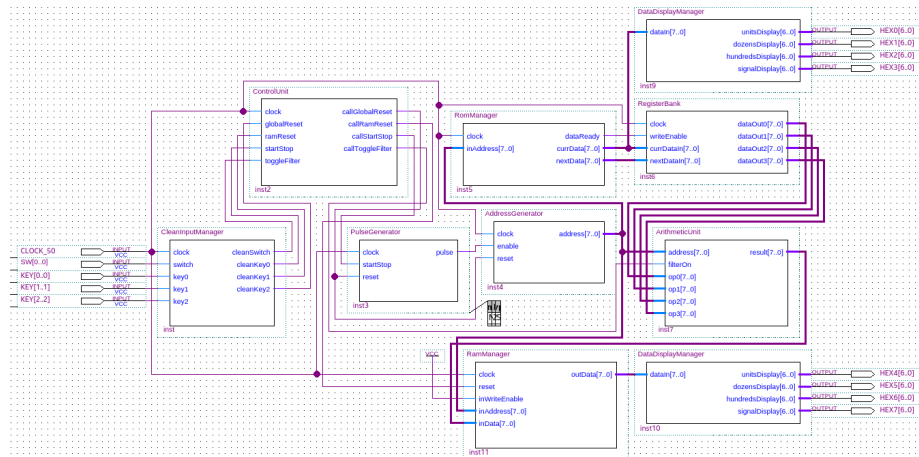 DataDisplayManager
dataIn[7..0]
unitsDisplay[6..0]
dozensDisplay[6..0]
hundredsDisplay[6..0]
signalDisplay[6..0]
inst9
OUTPUT
HEX0[6..0]
OUTPUT
HEX1[6..0]
OUTPUT
HEX2[6..0]
OUTPUT
HEX3[6..0]
ControlUnit
clock
globalReset
ramReset
startStop
toggleFilter
callGlobalReset
callRamReset
callStartStop
callToggleFilter
inst2
RomManager
clock
inAddress[7..0]
dataReady
currData[7..0]
nextData[7..0]
inst5
RegisterBank
clock
writeEnable
currDataIn[7..0]
nextDataIn[7..0]
dataOut0[7..0]
dataOut1[7..0]
dataOut2[7..0]
dataOut3[7..0]
inst6
CLOCK_50
INPUT
VCC
SW[0..0]
INPUT
VCC
KEY[0..0]
INPUT
VCC
KEY[1..1]
INPUT
VCC
KEY[2..2]
INPUT
VCC
CleanInputManager
clock
switch
key0
key1
key2
cleanSwitch
cleanKey0
cleanKey1
cleanKey2
inst
PulseGenerator
clock
startStop
reset
pulse
inst3
AddressGenerator
clock
enable
reset
address[7..0]
inst4
ArithmeticUnit
address[7..0]
filterOn
op0[7..0]
op1[7..0]
op2[7..0]
op3[7..0]
result[7..0]
inst7
VCC
RamManager
clock
reset
inWriteEnable
inAddress[7..0]
inData[7..0]
outData[7..0]
inst11
DataDisplayManager
dataIn[7..0]
unitsDisplay[6..0]
dozensDisplay[6..0]
hundredsDisplay[6..0]
signalDisplay[6..0]
inst10
OUTPUT
HEX4[6..0]
OUTPUT
HEX5[6..0]
OUTPUT
HEX6[6..0]
OUTPUT
HEX7[6..0]